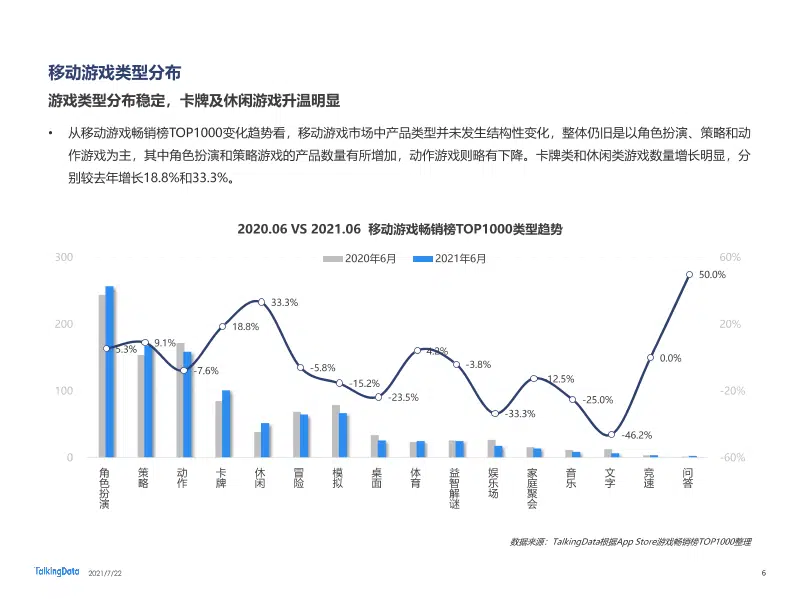 移动游戏类型分布
游戏类型分布稳定，卡牌及休闲游戏升温明显
• 从移动游戏畅销榜TOP1000变化趋势看，移动游戏市场中产品类型并未发生结构性变化，整体仍旧是以角色扮演、策略和动
作游戏为主，其中角色扮演和策略游戏的产品数量有所增加，动作游戏则略有下降。卡牌类和休闲类游戏数量增长明显，分
别较去年增长18.8%和33.3%。
2020.06 VS 2021.06 移动游戏畅销榜TOP1000类型趋势
2020年6月 2021年6月
300
200
100
0
60%
20%
-20%
-60%
5.3%
9.1%
-7.6%
18.8%
33.3%
-5.8%
-15.2%
-23.5%
4.3%
-3.8%
-33.3%
-12.5%
-25.0%
-46.2%
0.0%
50.0%
角色扮演
策略
动作
卡牌
休闲
冒险
模拟
桌面
体育
益智解谜
娱乐场
家庭聚会
音乐
文字
竞速
问答
数据来源：TalkingData根据App Store游戏畅销榜TOP1000整理
TalkingData 2021/7/22
6